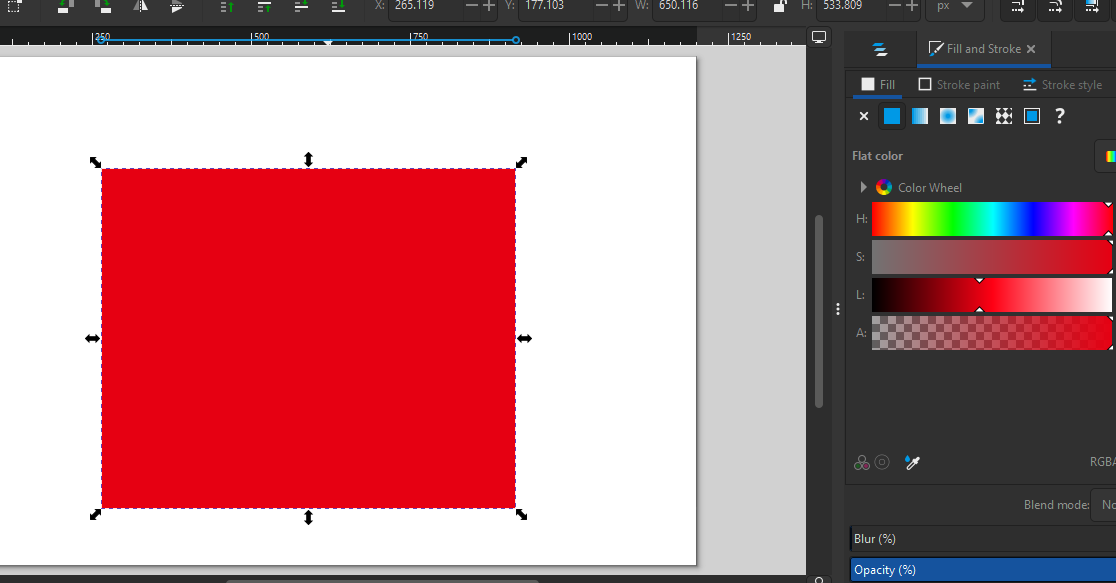 X: 265.119 Y: 177.103 W: 650.116 H: 533.809 px
250 500 750 1000 1250
Fill and Stroke
Fill Stroke paint Stroke style
?
Flat color
Color Wheel
H:
S:
L:
A:
RGBA
Blend mode: No
Blur (%)
Opacity (%)